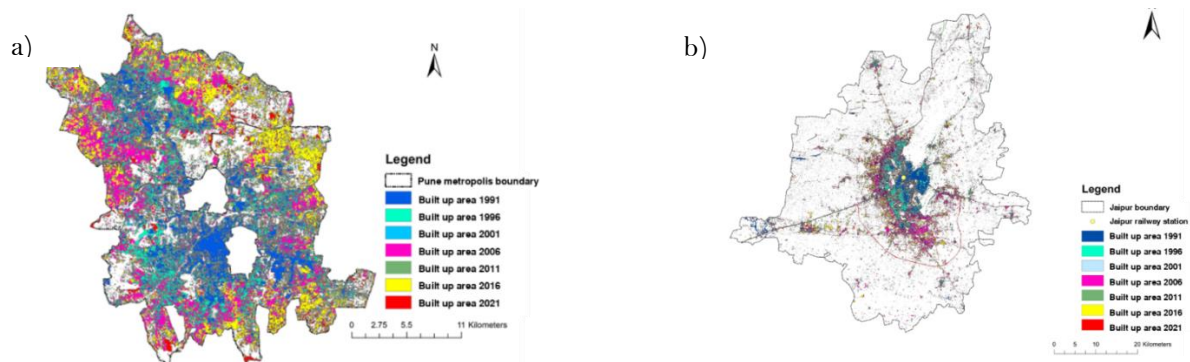 a)
N
Legend
Pune metropolis boundary
Built up area 1991
Built up area 1996
Built up area 2001
Built up area 2006
Built up area 2011
Built up area 2016
Built up area 2021
0 2.75 5.5 11 Kilometers
b)
Legend
Jaipur boundary
Jaipur railway station
Built up area 1991
Built up area 1996
Built up area 2001
Built up area 2006
Built up area 2011
Built up area 2016
Built up area 2021
0 5 10 20 Kilometers